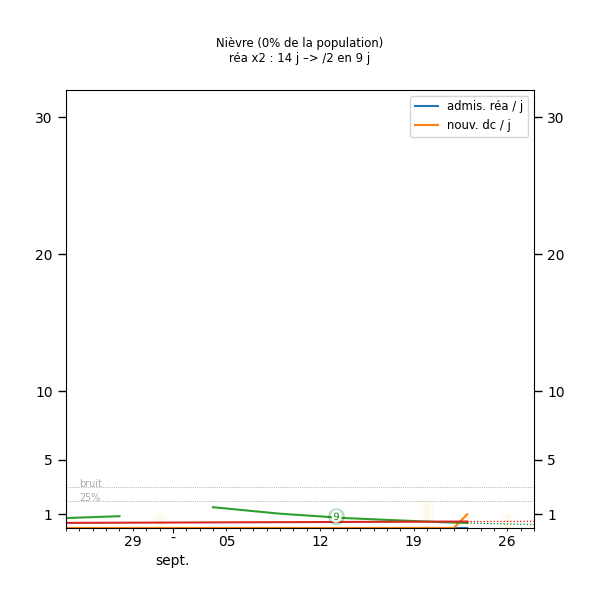 Nièvre (0% de la population)
réa x2 : 14 j –> /2 en 9 j
admis. réa / j
nouv. dc / j
30 30
20 20
10 10
5 5
bruit
25%
1 9 1
29 - 05 12 19 26
sept.